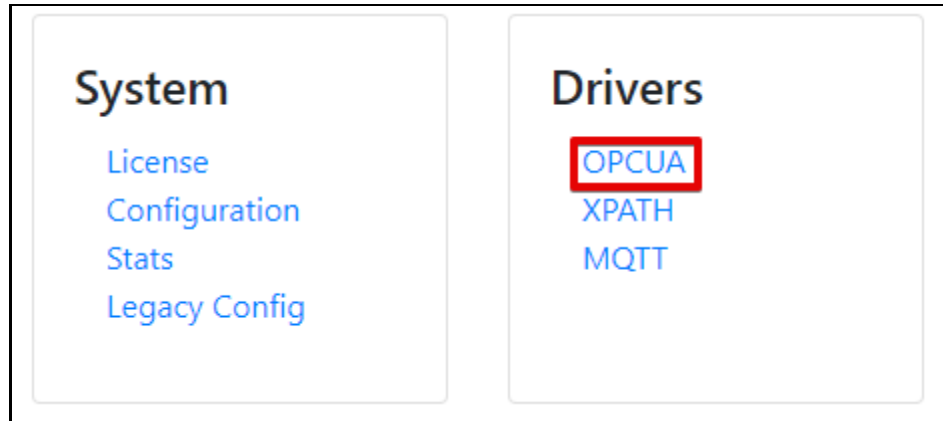 System
License
Configuration
Stats
Legacy Config
Drivers
OPCUA
XPATH
MQTT